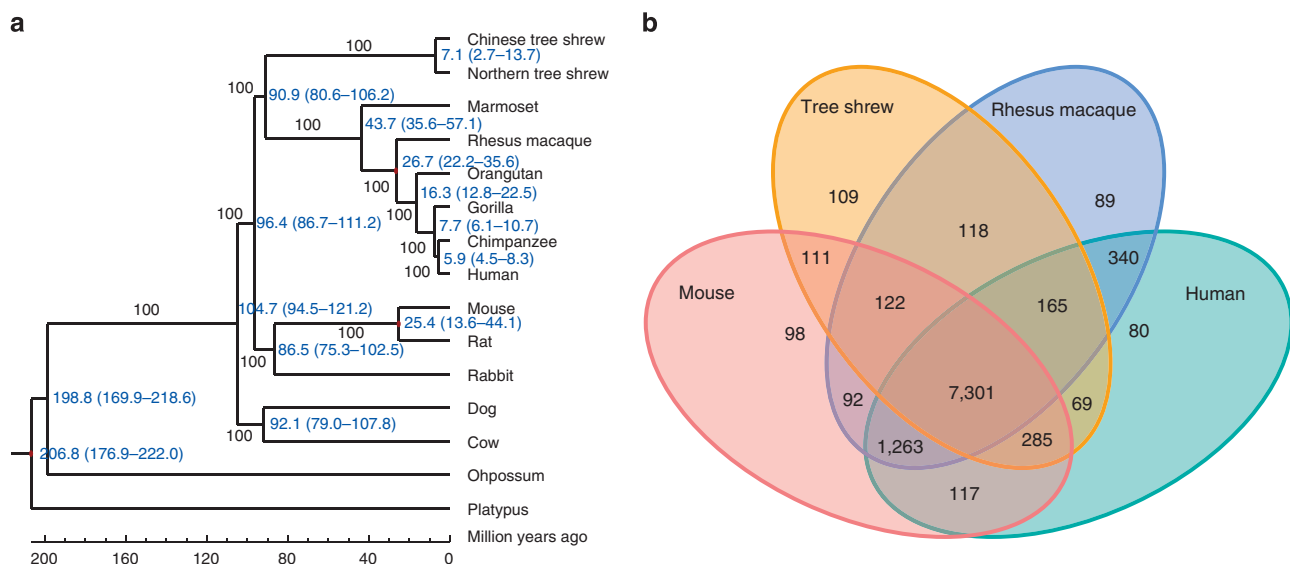 a
100
Chinese tree shrew
7.1 (2.7–13.7)
Northern tree shrew
100
90.9 (80.6–106.2)
Marmoset
100
43.7 (35.6–57.1)
Rhesus macaque
26.7 (22.2–35.6)
Orangutan
100
16.3 (12.8–22.5)
Gorilla
100
100
96.4 (86.7–111.2)
7.7 (6.1–10.7)
Chimpanzee
100
5.9 (4.5–8.3)
Human
100
104.7 (94.5–121.2)
Mouse
100
25.4 (13.6–44.1)
100
Rat
86.5 (75.3–102.5)
100
Rabbit
198.8 (169.9–218.6)
Dog
92.1 (79.0–107.8)
100
Cow
206.8 (176.9–222.0)
Ohpossum
Platypus
Million years ago
200 160 120 80 40 0
b
Tree shrew
Rhesus macaque
109
89
118
111
340
Mouse
122
165
Human
98
80
92
7,301
69
1,263
285
117